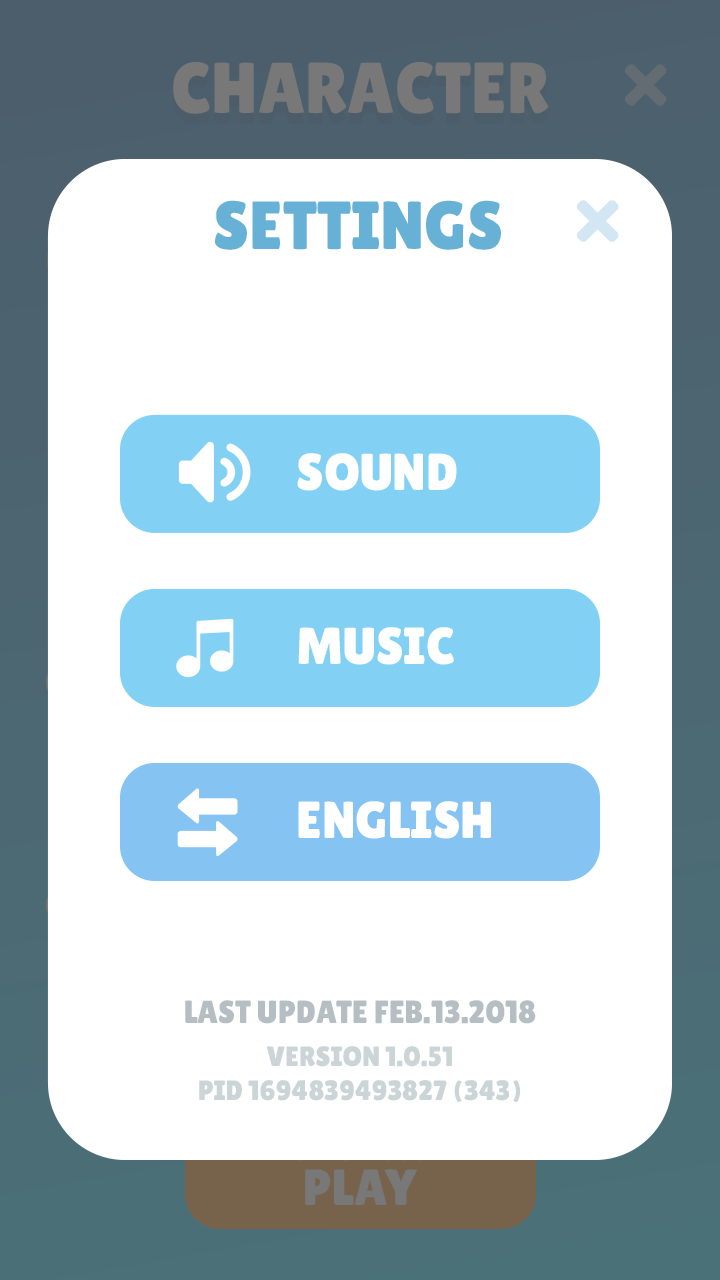 CHARACTER
SETTINGS
SOUND
MUSIC
ENGLISH
LAST UPDATE FEB.13.2018
VERSION 1.0.51
PID 1694839493827 (343)
PLAY